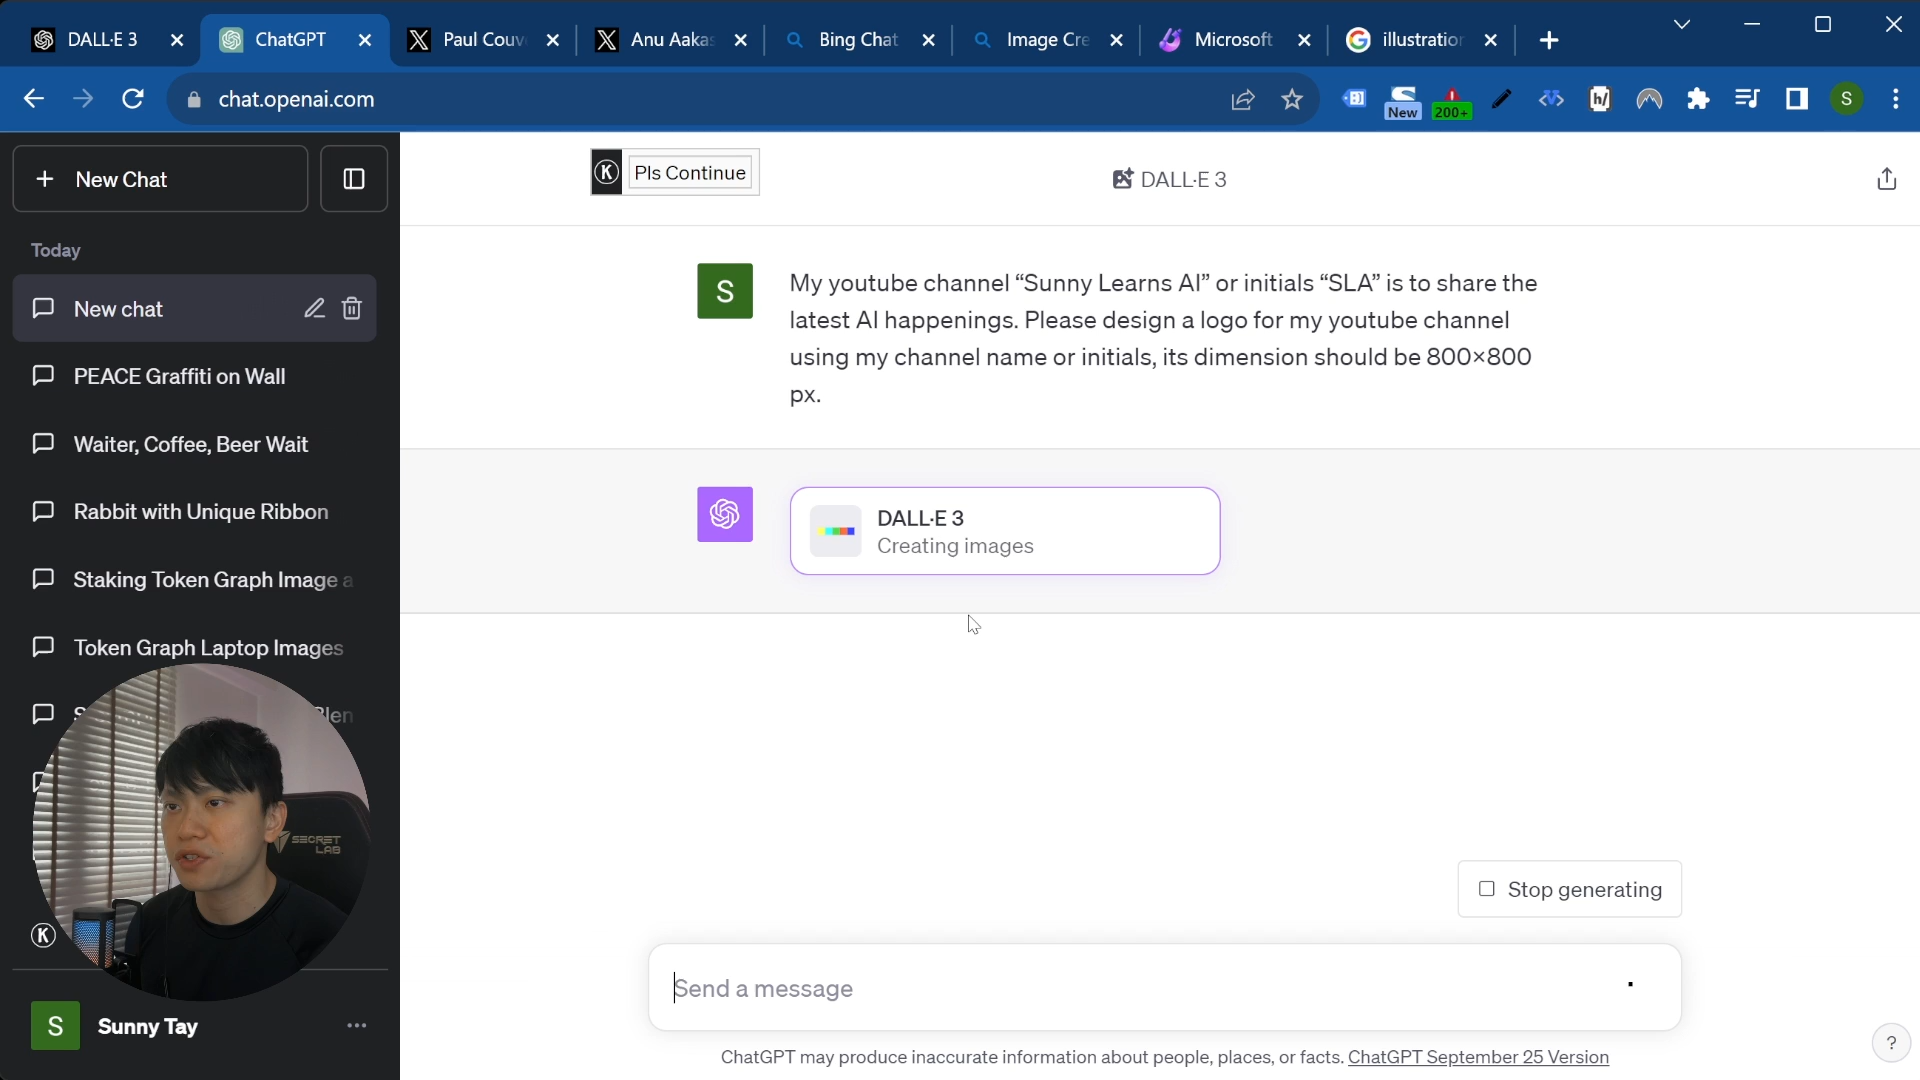 DALL·E 3
ChatGPT
Paul Couv
Anu Aakas
Bing Chat
Image Cre
Microsoft
illustration
chat.openai.com
New
200+
S
New Chat
K
Pls Continue
DALL·E 3
Today
New chat
PEACE Graffiti on Wall
Waiter, Coffee, Beer Wait
Rabbit with Unique Ribbon
Staking Token Graph Image a
Token Graph Laptop Images
len
S
My youtube channel “Sunny Learns AI” or initials “SLA” is to share the
latest AI happenings. Please design a logo for my youtube channel
using my channel name or initials, its dimension should be 800×800
px.
DALL·E 3
Creating images
SECRET
LAB
K
Stop generating
Send a message
S
Sunny Tay
ChatGPT may produce inaccurate information about people, places, or facts. ChatGPT September 25 Version
?